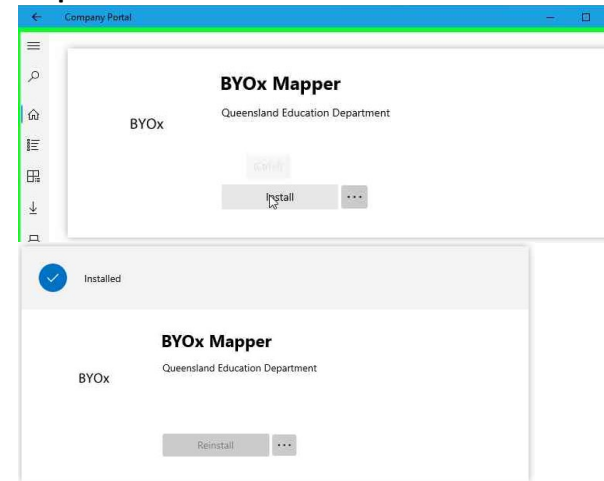 Company Portal
BYOx Mapper
Queensland Education Department
BYOx
Install
Installed
BYOx Mapper
Queensland Education Department
BYOx
Reinstall